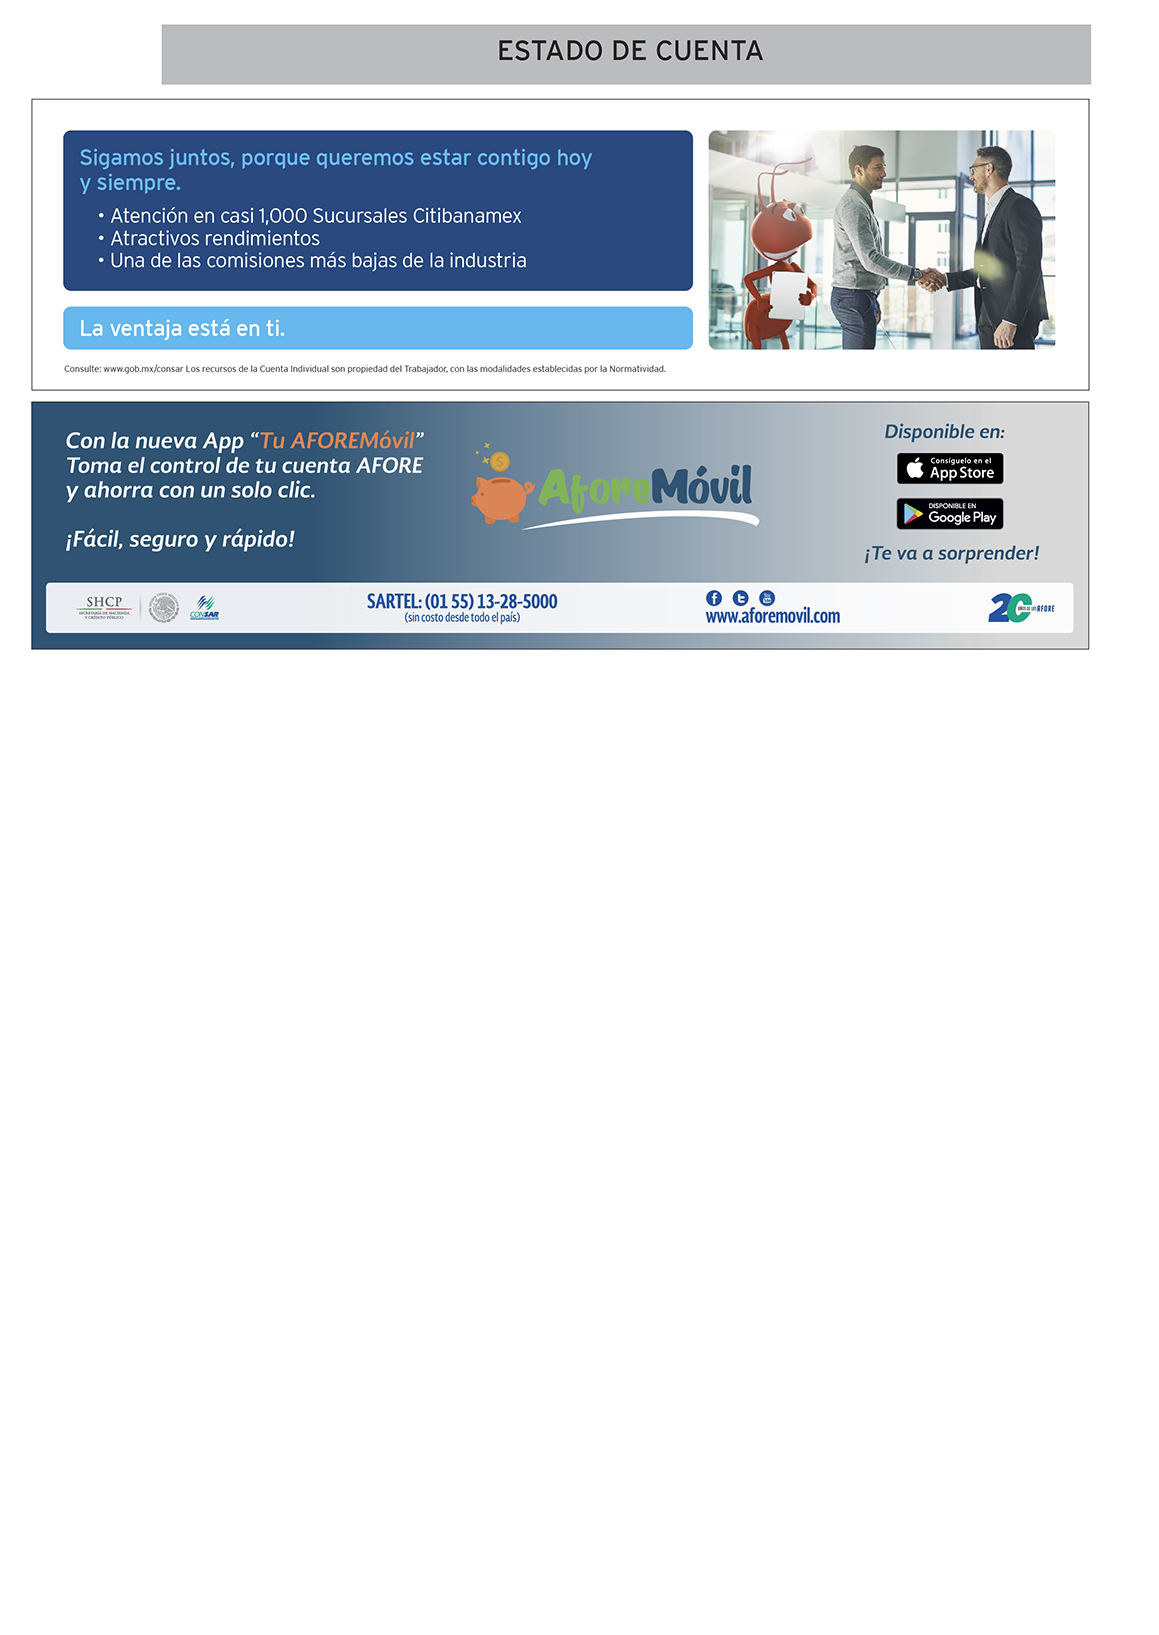 ESTADO DE CUENTA
Sigamos juntos, porque queremos estar contigo hoy
y siempre.
• Atención en casi 1,000 Sucursales Citibanamex
• Atractivos rendimientos
• Una de las comisiones más bajas de la industria
La ventaja está en ti.
Consulte: www.gob.mx/consar Los recursos de la Cuenta Individual son propiedad del Trabajador, con las modalidades establecidas por la Normatividad.
Con la nueva App “Tu AFOREMóvil”
Toma el control de tu cuenta AFORE
y ahorra con un solo clic.
¡Fácil, seguro y rápido!
AforeMóvil
Disponible en:
Consíguelo en el
App Store
DISPONIBLE EN
Google Play
¡Te va a sorprender!
SHCP
SECRETARÍA DE HACIENDA
Y CRÉDITO PÚBLICO
CONSAR
SARTEL: (01 55) 13-28-5000
(sin costo desde todo el país)
www.aforemovil.com
20 AÑOS DE LAS AFORE